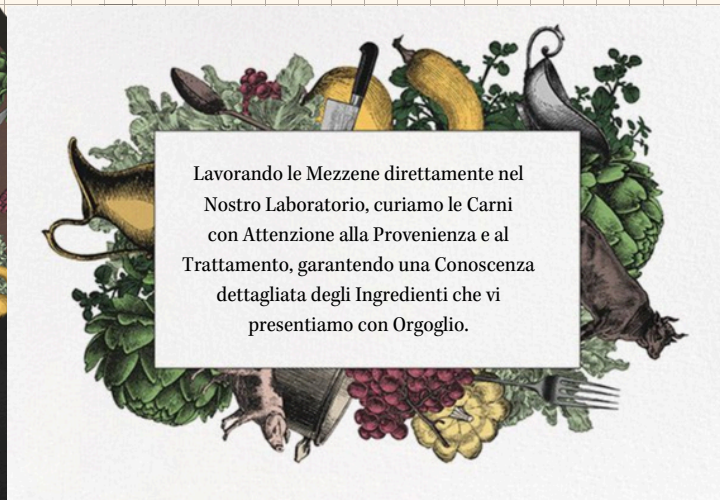 Lavorando le Mezzene direttamente nel
Nostro Laboratorio, curiamo le Carni
con Attenzione alla Provenienza e al
Trattamento, garantendo una Conoscenza
dettagliata degli Ingredienti che vi
presentiamo con Orgoglio.